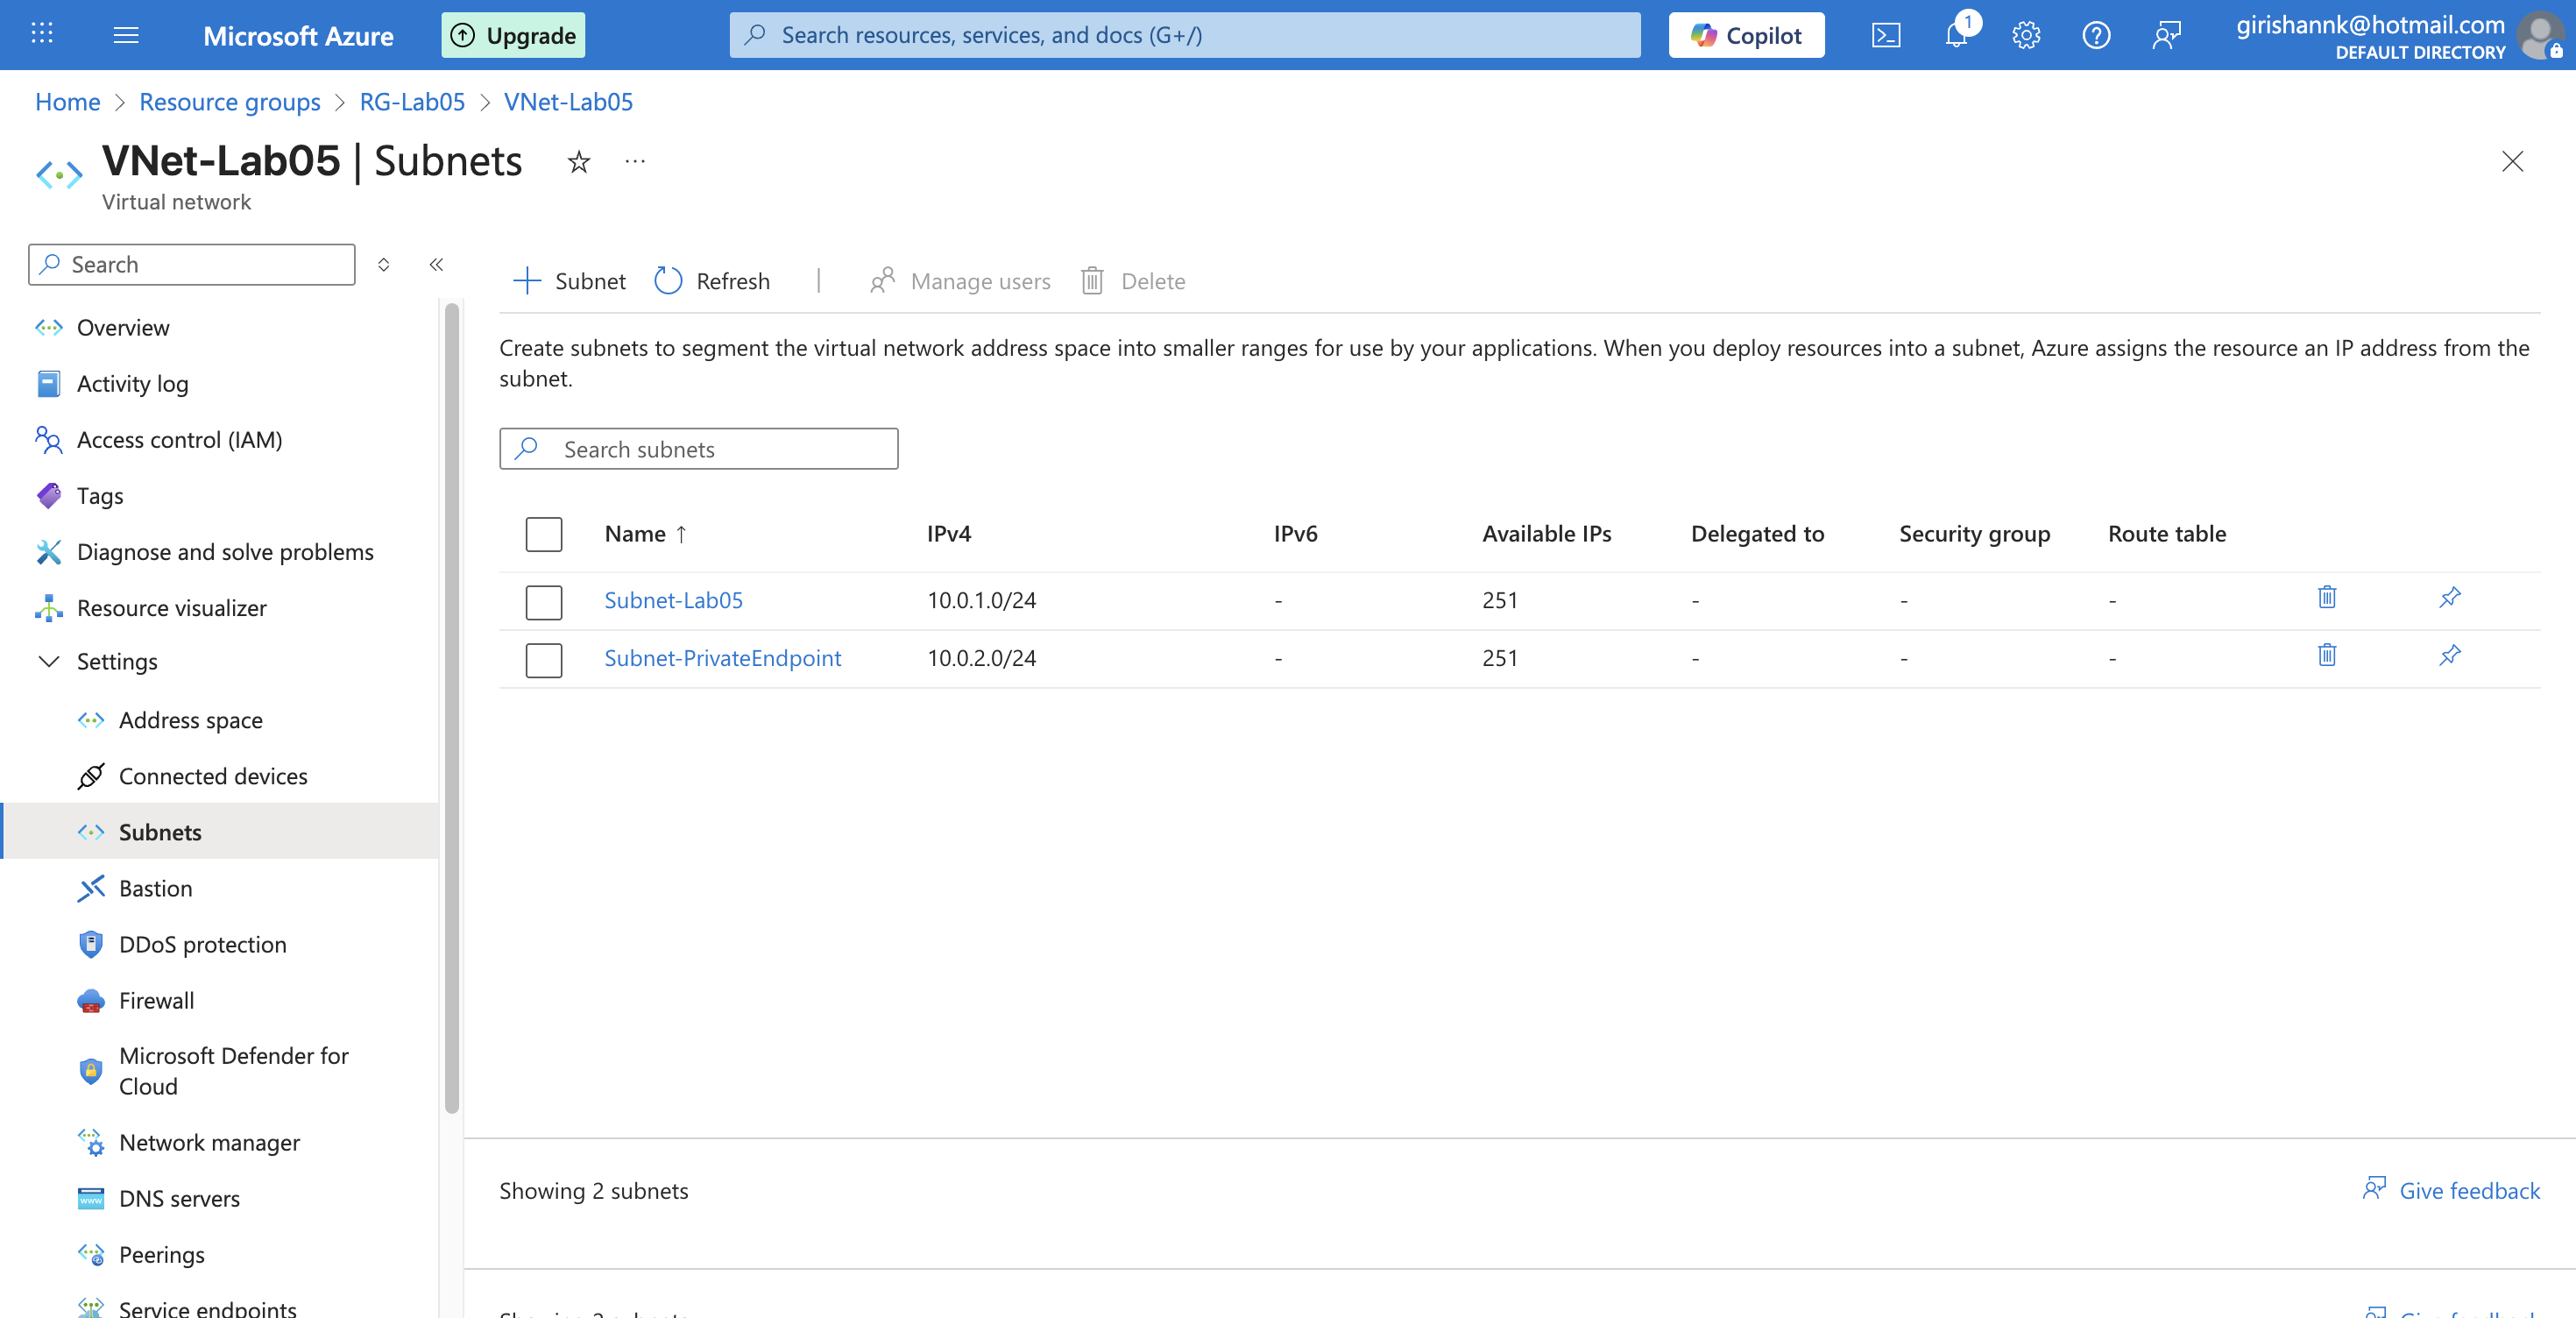 Microsoft Azure
Upgrade
Search resources, services, and docs (G+/)
Copilot
1
girishannk@hotmail.com
DEFAULT DIRECTORY
Home > Resource groups > RG-Lab05 > VNet-Lab05
VNet-Lab05 | Subnets
Virtual network
Search
Overview
Activity log
Access control (IAM)
Tags
Diagnose and solve problems
Resource visualizer
Settings
Address space
Connected devices
Subnets
Bastion
DDoS protection
Firewall
Microsoft Defender for
Cloud
Network manager
DNS servers
Peerings
Service endpoints
Subnet
Refresh
Manage users
Delete
Create subnets to segment the virtual network address space into smaller ranges for use by your applications. When you deploy resources into a subnet, Azure assigns the resource an IP address from the
subnet.
Search subnets
Name ↑ IPv4 IPv6 Available IPs Delegated to Security group Route table
Subnet-Lab05 10.0.1.0/24 - 251 - - -
Subnet-PrivateEndpoint 10.0.2.0/24 - 251 - - -
Showing 2 subnets
Give feedback
Showing 2 subnets
Give feedback